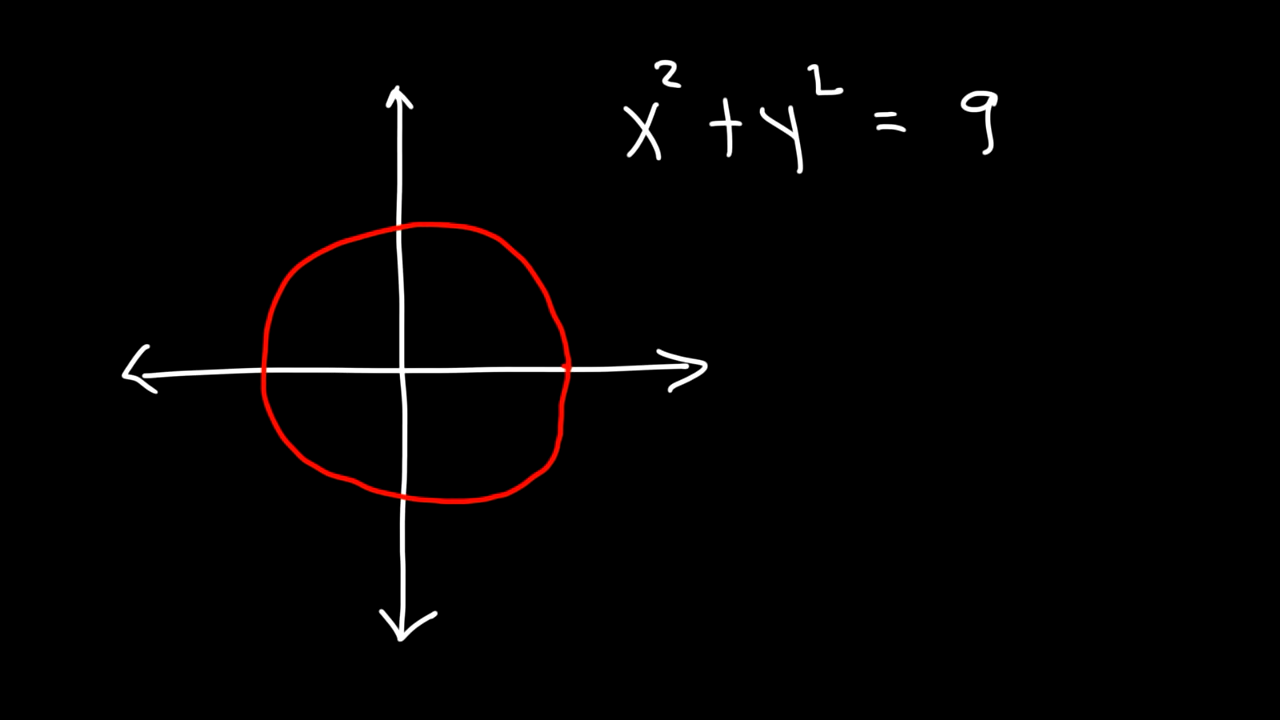 x² + y² = 9